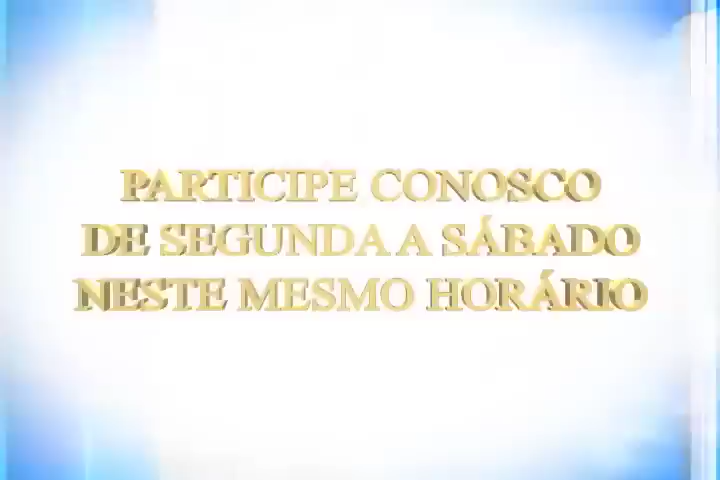 PARTICIPE CONOSCO
DE SEGUNDA A SÁBADO
NESTE MESMO HORÁRIO